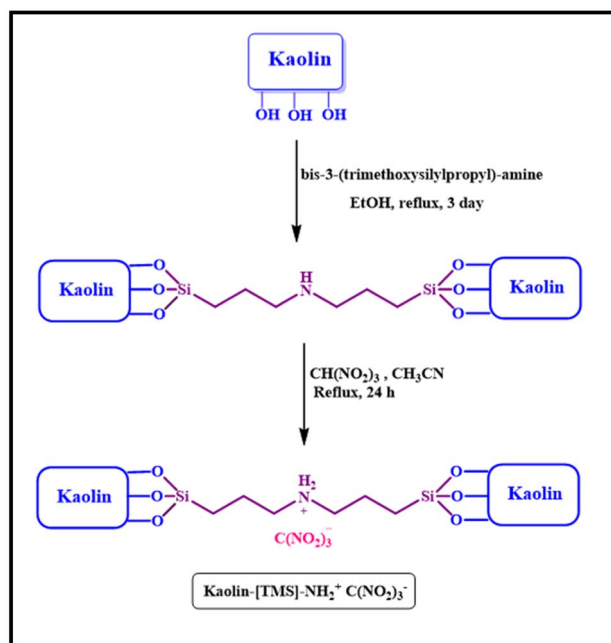 Kaolin
OH OH OH
bis-3-(trimethoxysilylpropyl)-amine
EtOH, reflux, 3 day
H
N
O O
Kaolin O Si Si O Kaolin
O O
CH(NO₂)₃ , CH₃CN
Reflux, 24 h
H₂
N
+
O O
Kaolin O Si Si O Kaolin
O O
C(NO₂)₃⁻
Kaolin-[TMS]-NH₂⁺ C(NO₂)₃⁻